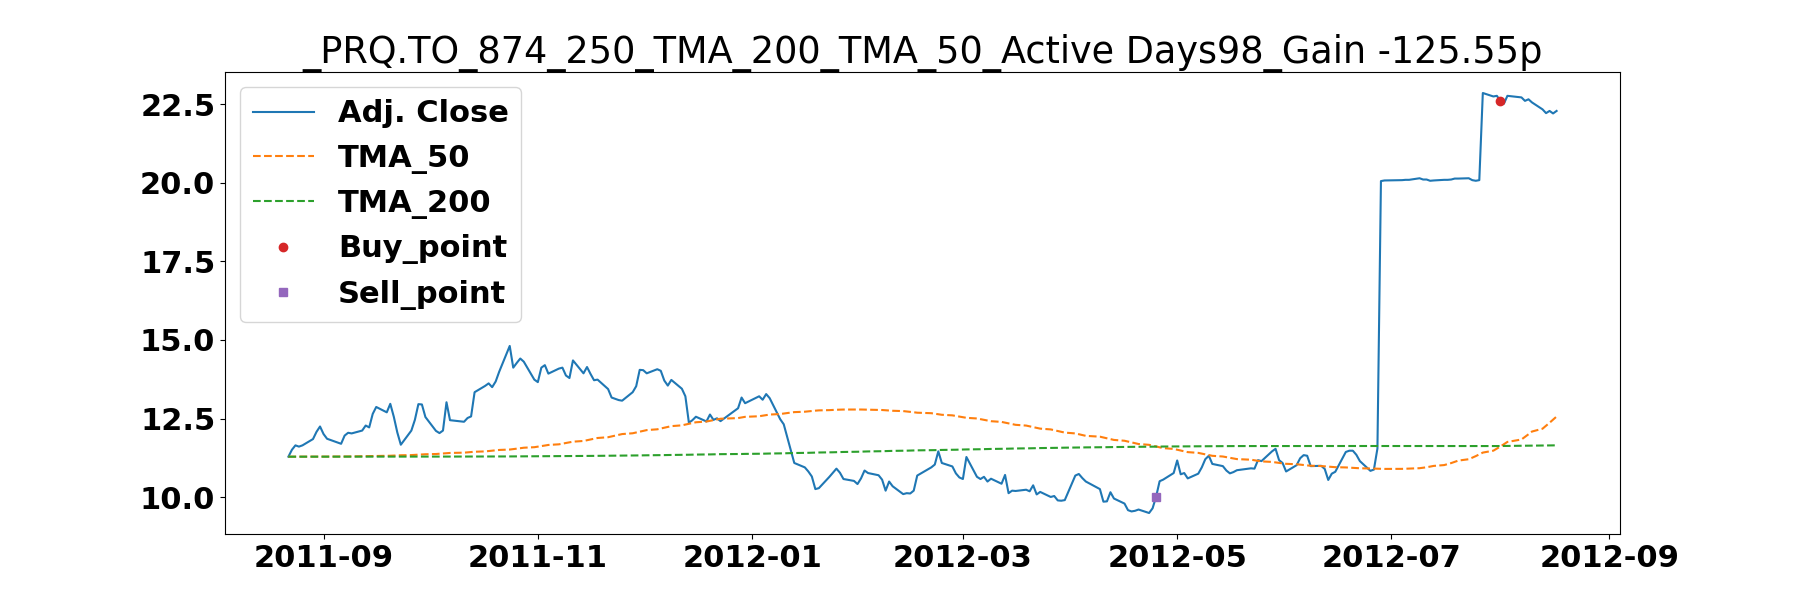 _PRQ.TO_874_250_TMA_200_TMA_50_Active Days98_Gain -125.55p
22.5
20.0
17.5
15.0
12.5
10.0
Adj. Close
TMA_50
TMA_200
Buy_point
Sell_point
2011-09 2011-11 2012-01 2012-03 2012-05 2012-07 2012-09